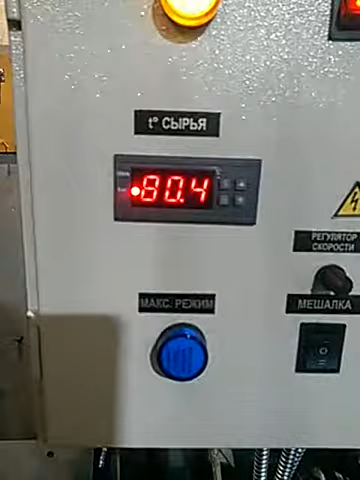 t° СЫРЬЯ
80.4
РЕГУЛЯТОР
СКОРОСТИ
МАКС. РЕЖИМ
МЕШАЛКА